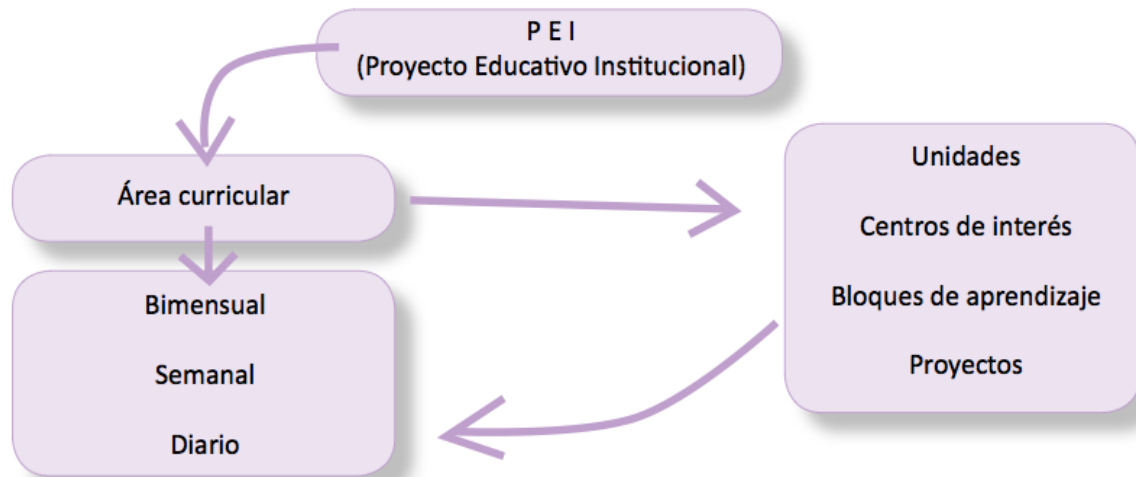 P E I
(Proyecto Educativo Institucional)
Área curricular
Bimensual
Semanal
Diario
Unidades
Centros de interés
Bloques de aprendizaje
Proyectos